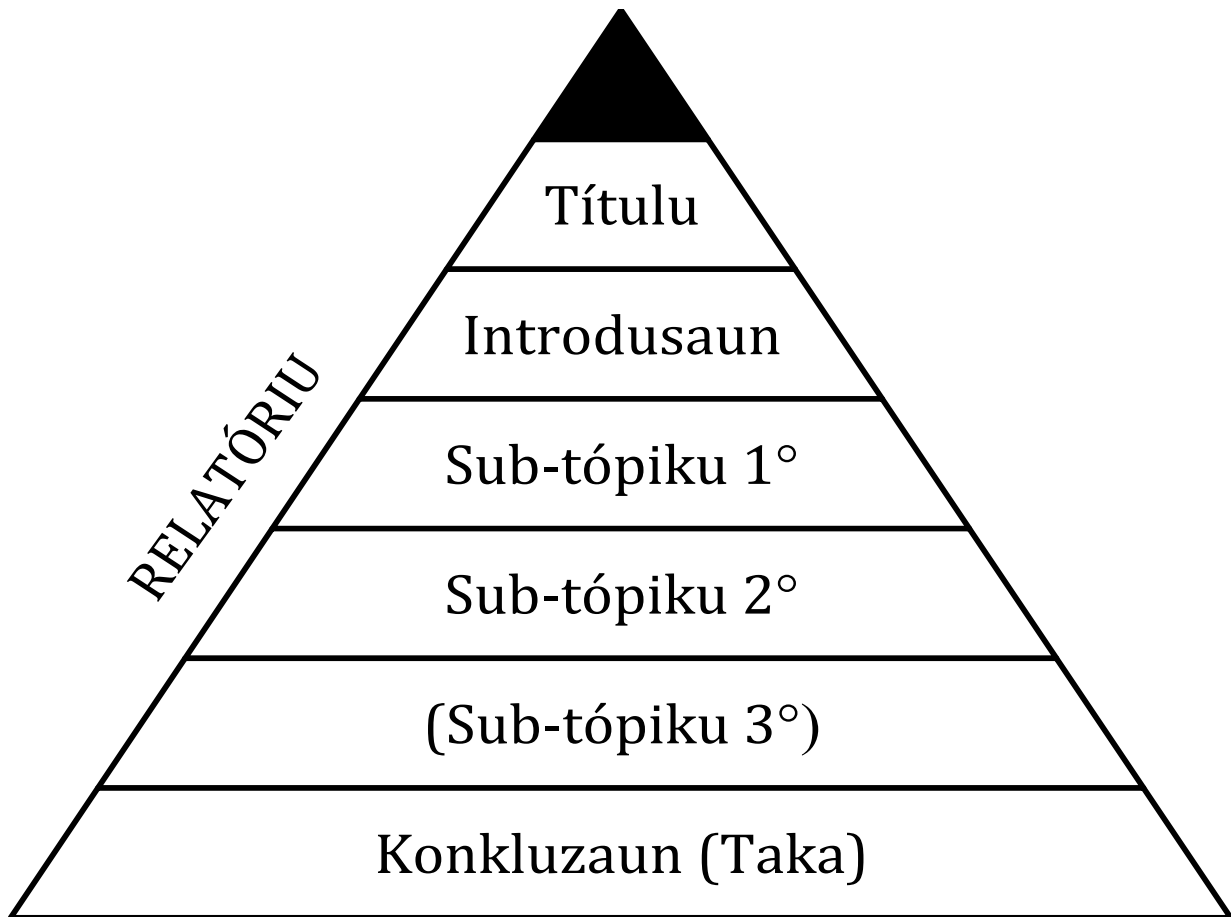 Títulu
Introdusaun
RELATÓRIU
Sub-tópiku 1°
Sub-tópiku 2°
(Sub-tópiku 3°)
Konkluzaun (Taka)